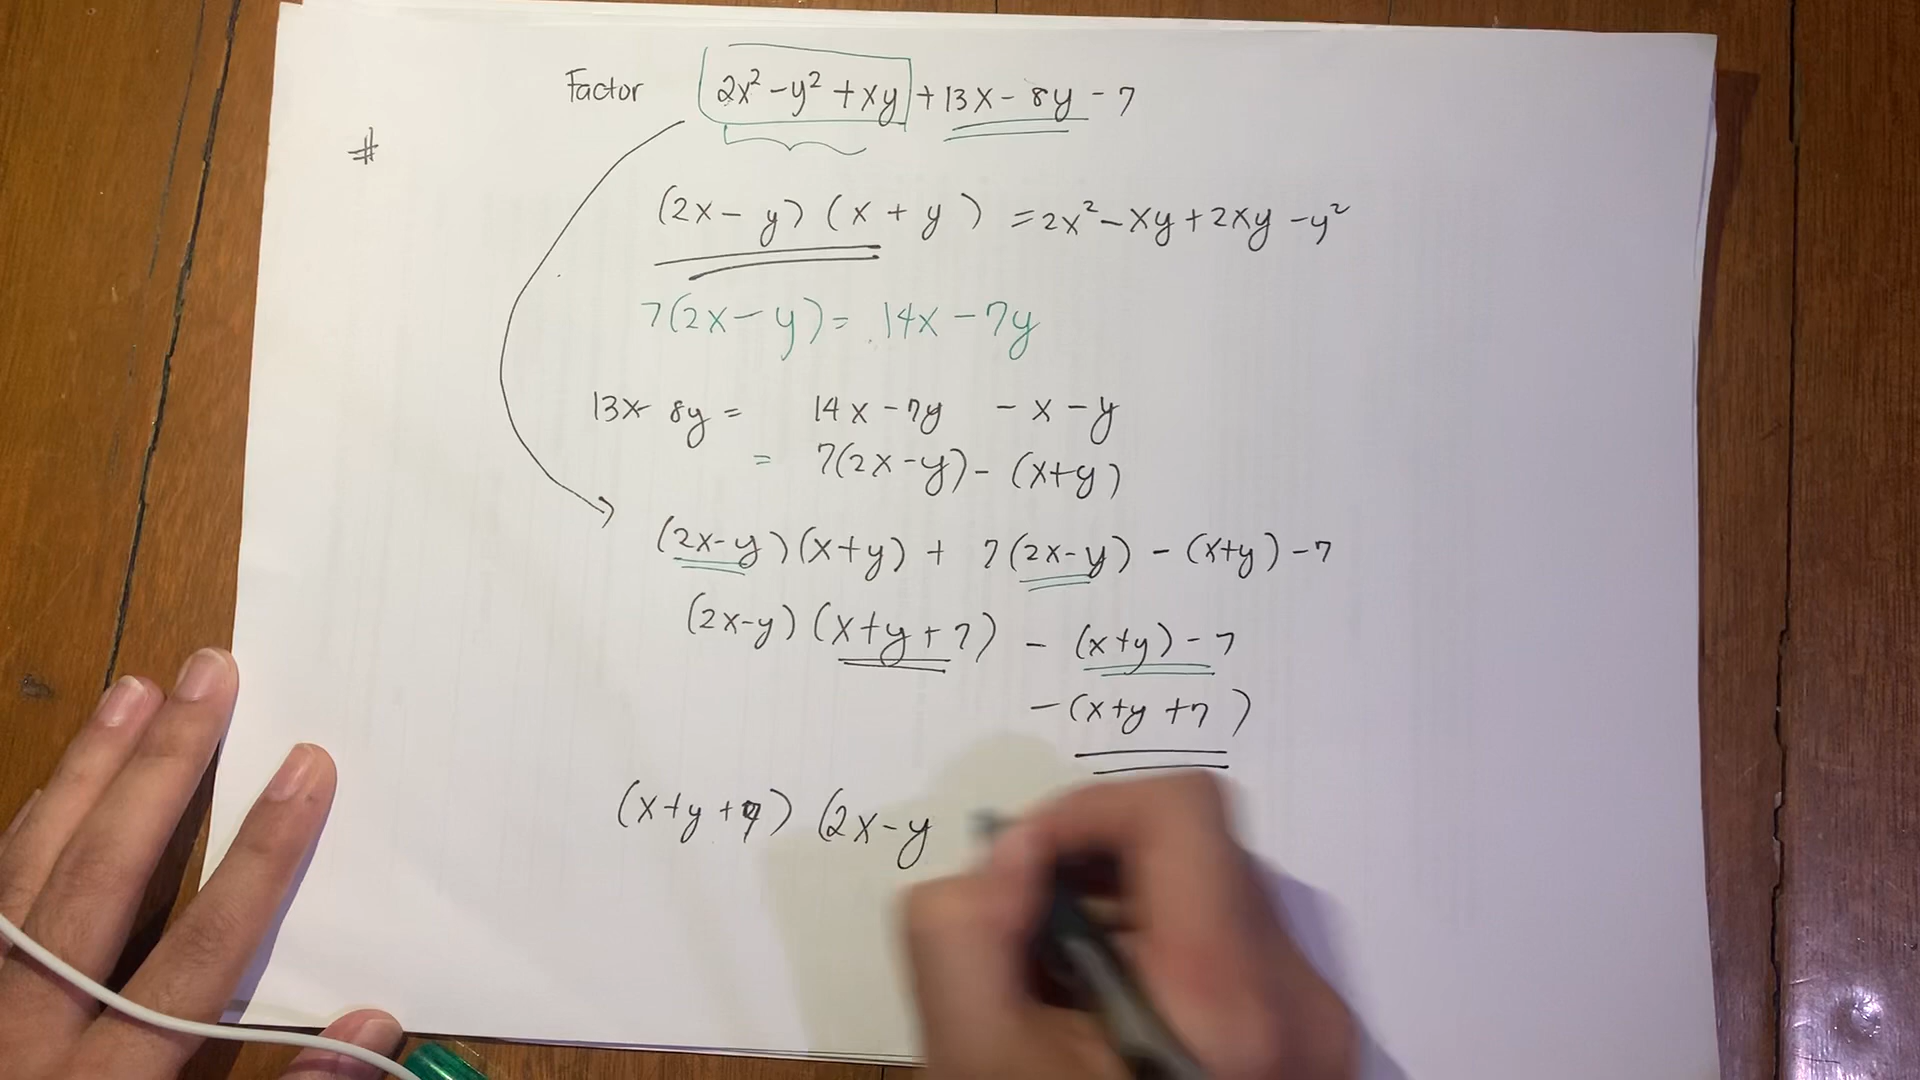 Factor 2x² - y² + xy + 13x - 8y - 7
#
(2x - y) (x + y) = 2x² - xy + 2xy - y²
7(2x - y) = 14x - 7y
13x - 8y = 14x - 7y - x - y
= 7(2x - y) - (x+y)
(2x-y)(x+y) + 7(2x-y) - (x+y) - 7
(2x-y) (x+y+7) - (x+y) - 7
-(x+y+7)
(x+y+7) (2x-y